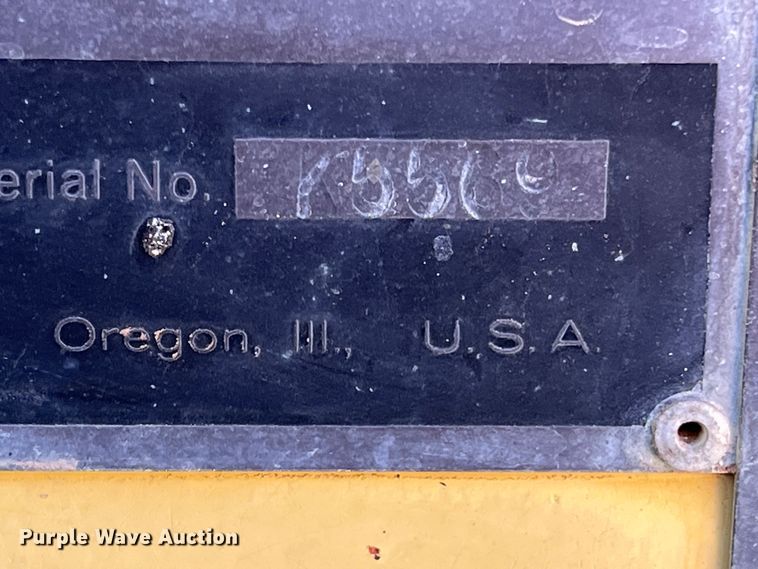 erial No.
Oregon, Ill., U.S.A.
Purple Wave Auction